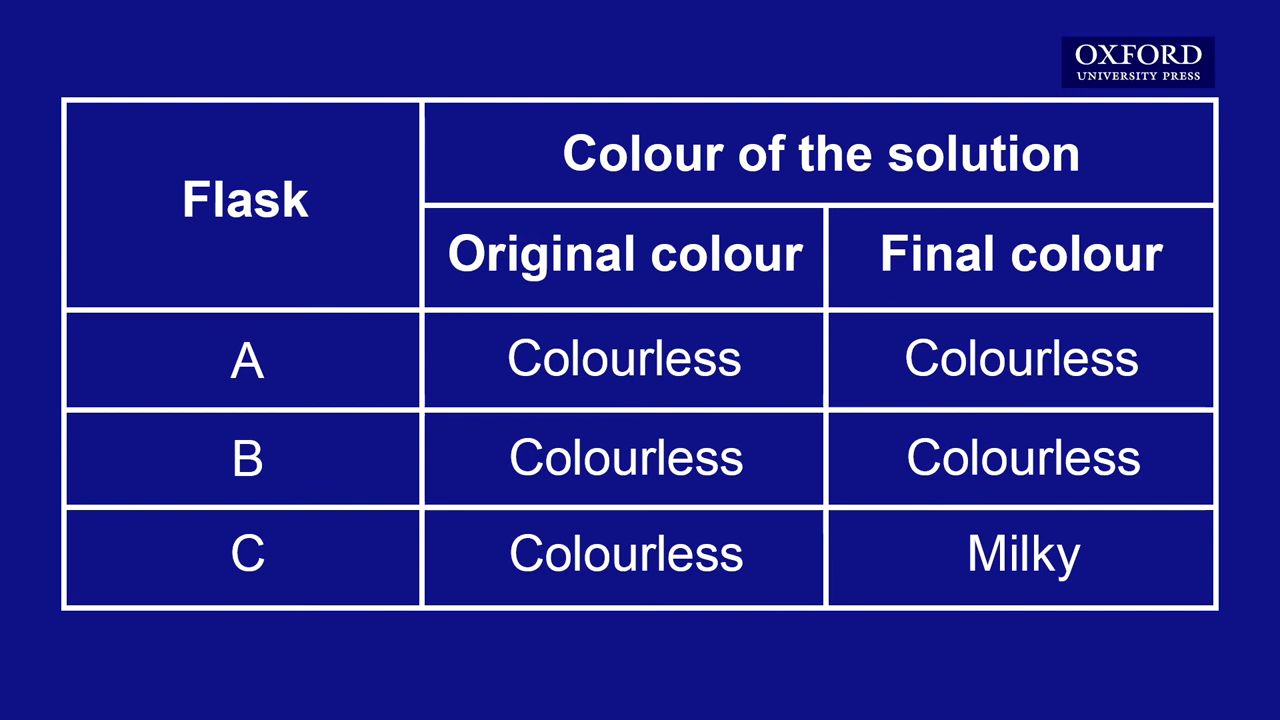 OXFORD
UNIVERSITY PRESS
Flask
Colour of the solution
Original colour
Final colour
A
Colourless
Colourless
B
Colourless
Colourless
C
Colourless
Milky